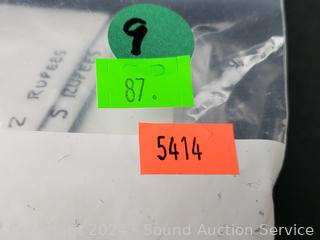 9
87.
2 RUPEES
5 RUPEES
5414
2024 - Sound Auction Service